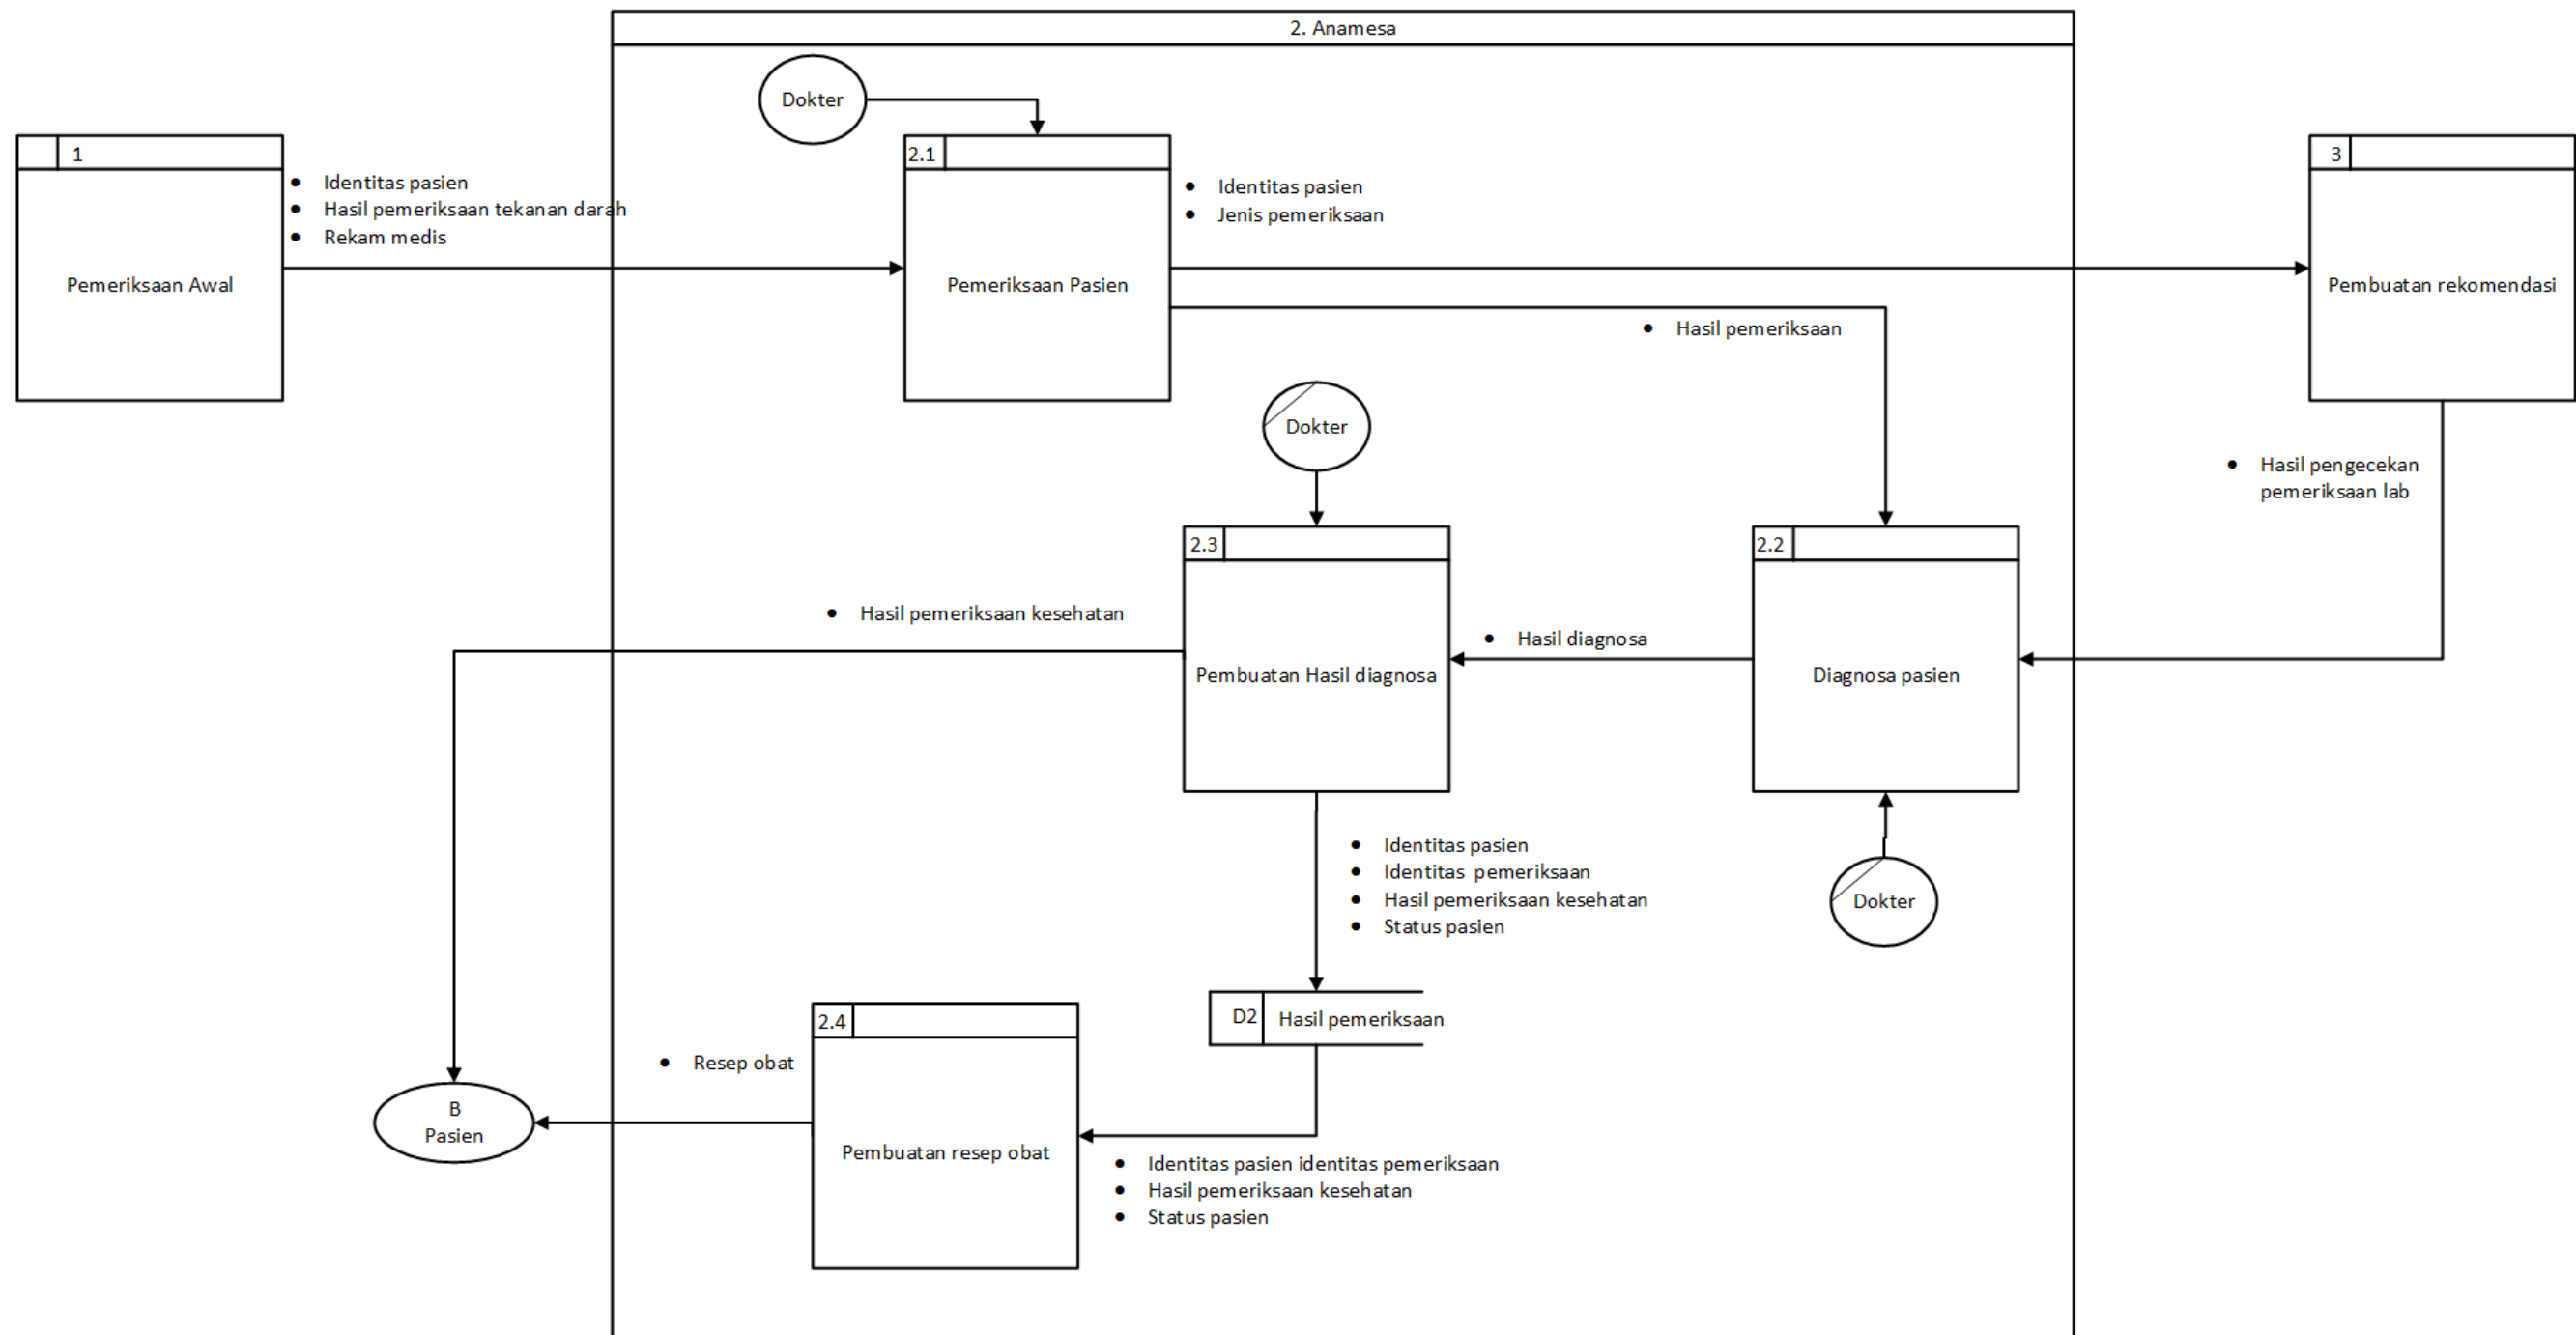 2. Anamesa
Dokter
1
Pemeriksaan Awal
• Identitas pasien
• Hasil pemeriksaan tekanan darah
• Rekam medis
2.1
Pemeriksaan Pasien
• Identitas pasien
• Jenis pemeriksaan
3
Pembuatan rekomendasi
• Hasil pemeriksaan
Dokter
• Hasil pengecekan
pemeriksaan lab
2.3
Pembuatan Hasil diagnosa
2.2
Diagnosa pasien
• Hasil pemeriksaan kesehatan
• Hasil diagnosa
• Identitas pasien
• Identitas pemeriksaan
• Hasil pemeriksaan kesehatan
• Status pasien
Dokter
D2
Hasil pemeriksaan
2.4
Pembuatan resep obat
• Resep obat
B
Pasien
• Identitas pasien identitas pemeriksaan
• Hasil pemeriksaan kesehatan
• Status pasien